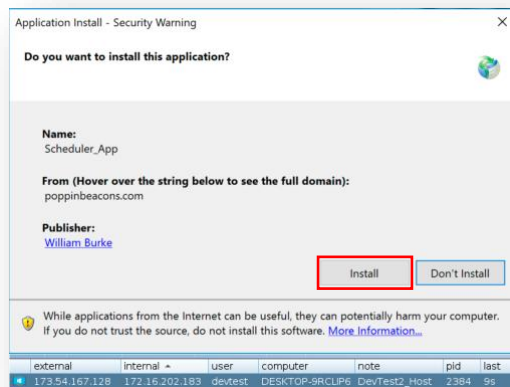 Application Install - Security Warning
Do you want to install this application?
Name:
Scheduler_App
From (Hover over the string below to see the full domain):
poppinbeacons.com
Publisher:
William Burke
Install
Don't Install
While applications from the Internet can be useful, they can potentially harm your computer.
If you do not trust the source, do not install this software. More Information...
external internal user computer note pid last
173.54.167.128 172.16.202.183 devtest DESKTOP-9RCLIP6 DevTest2_Host 2384 9s